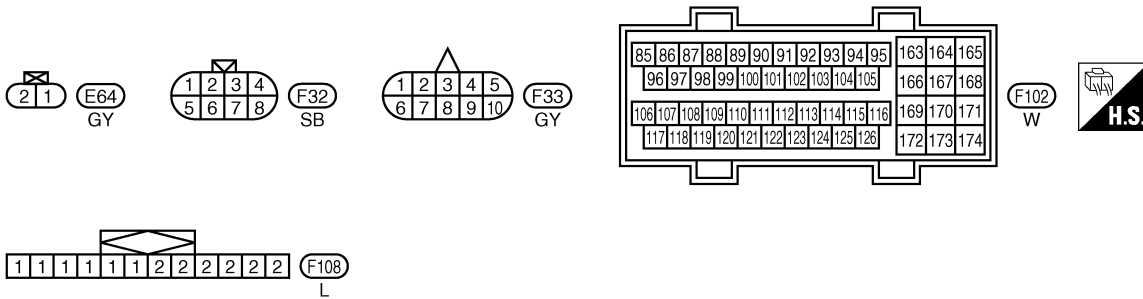 2 1
E64
GY
1 2 3 4
5 6 7 8
F32
SB
1 2 3 4 5
6 7 8 9 10
F33
GY
85 86 87 88 89 90 91 92 93 94 95
96 97 98 99 100 101 102 103 104 105
106 107 108 109 110 111 112 113 114 115 116
117 118 119 120 121 122 123 124 125 126
163 164 165
166 167 168
169 170 171
172 173 174
F102
W
H.S.
1 1 1 1 1 1 2 2 2 2 2 2
F108
L